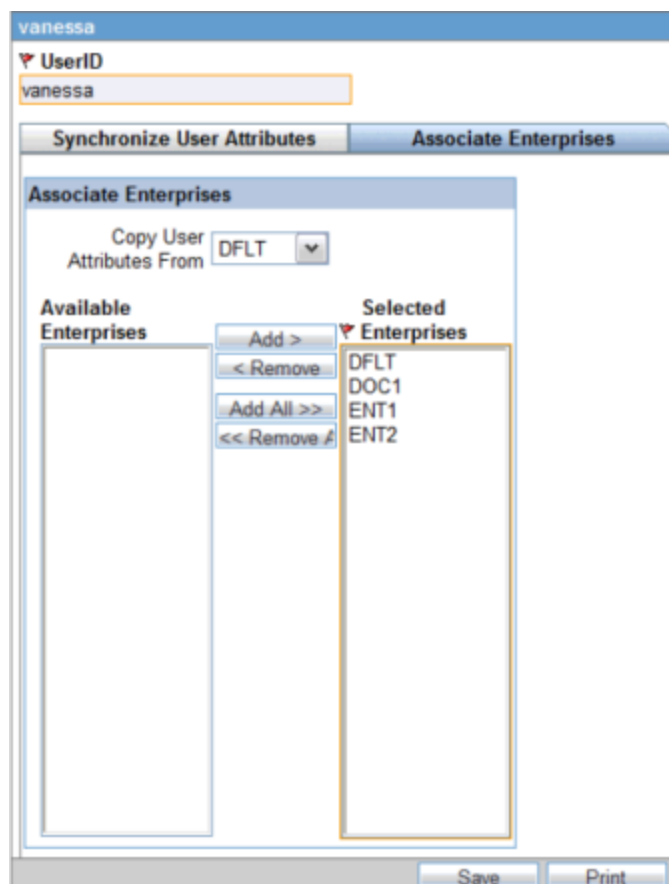 vanessa
UserID
vanessa
Synchronize User Attributes
Associate Enterprises
Associate Enterprises
Copy User
Attributes From
DFLT
Available
Enterprises
Add >
< Remove
Add All >>
<< Remove A
Selected
Enterprises
DFLT
DOC1
ENT1
ENT2
Save
Print